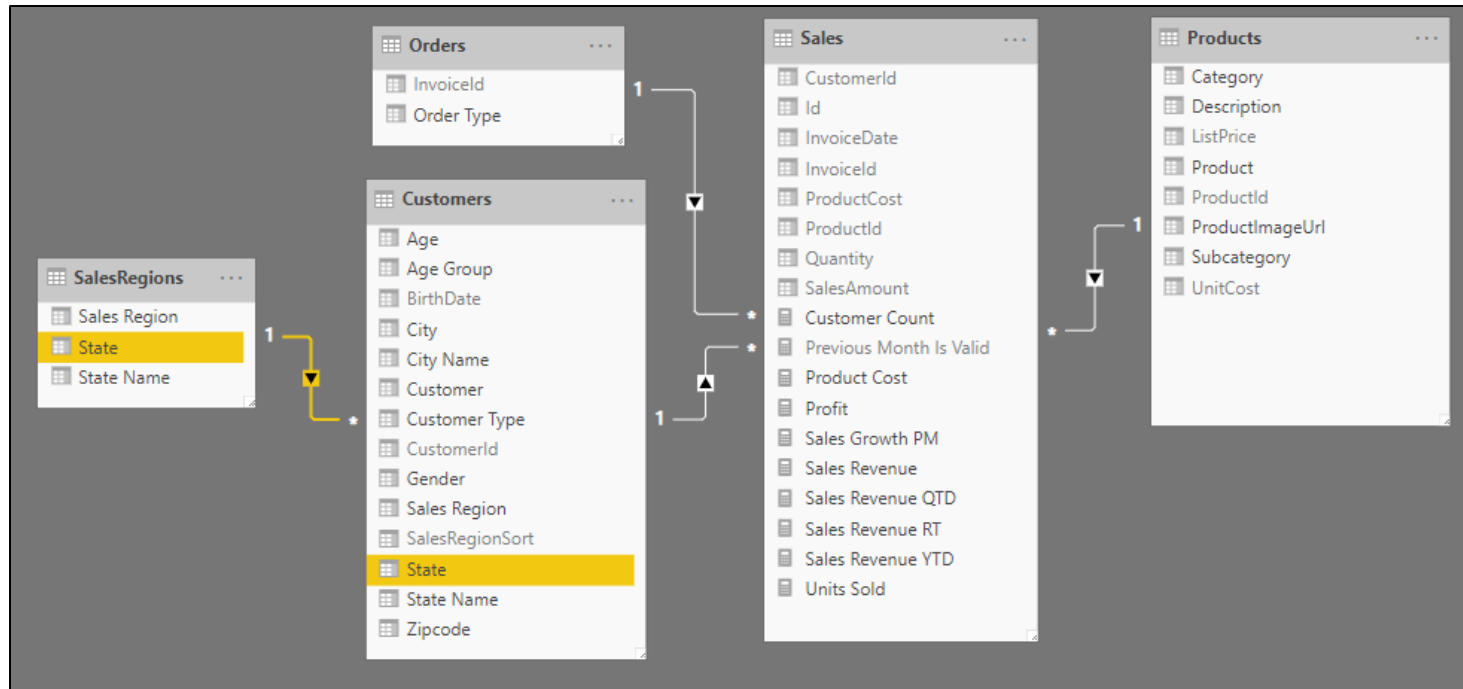 Orders
InvoiceId
Order Type
1
Customers
Age
Age Group
BirthDate
City
City Name
Customer
Customer Type
CustomerId
Gender
Sales Region
SalesRegionSort
State
State Name
Zipcode
1
*
SalesRegions
Sales Region
State
State Name
1
Sales
CustomerId
Id
InvoiceDate
InvoiceId
ProductCost
ProductId
Quantity
SalesAmount
Customer Count
Previous Month Is Valid
Product Cost
Profit
Sales Growth PM
Sales Revenue
Sales Revenue QTD
Sales Revenue RT
Sales Revenue YTD
Units Sold
*
*
*
Products
Category
Description
ListPrice
Product
ProductId
ProductImageUrl
Subcategory
UnitCost
1